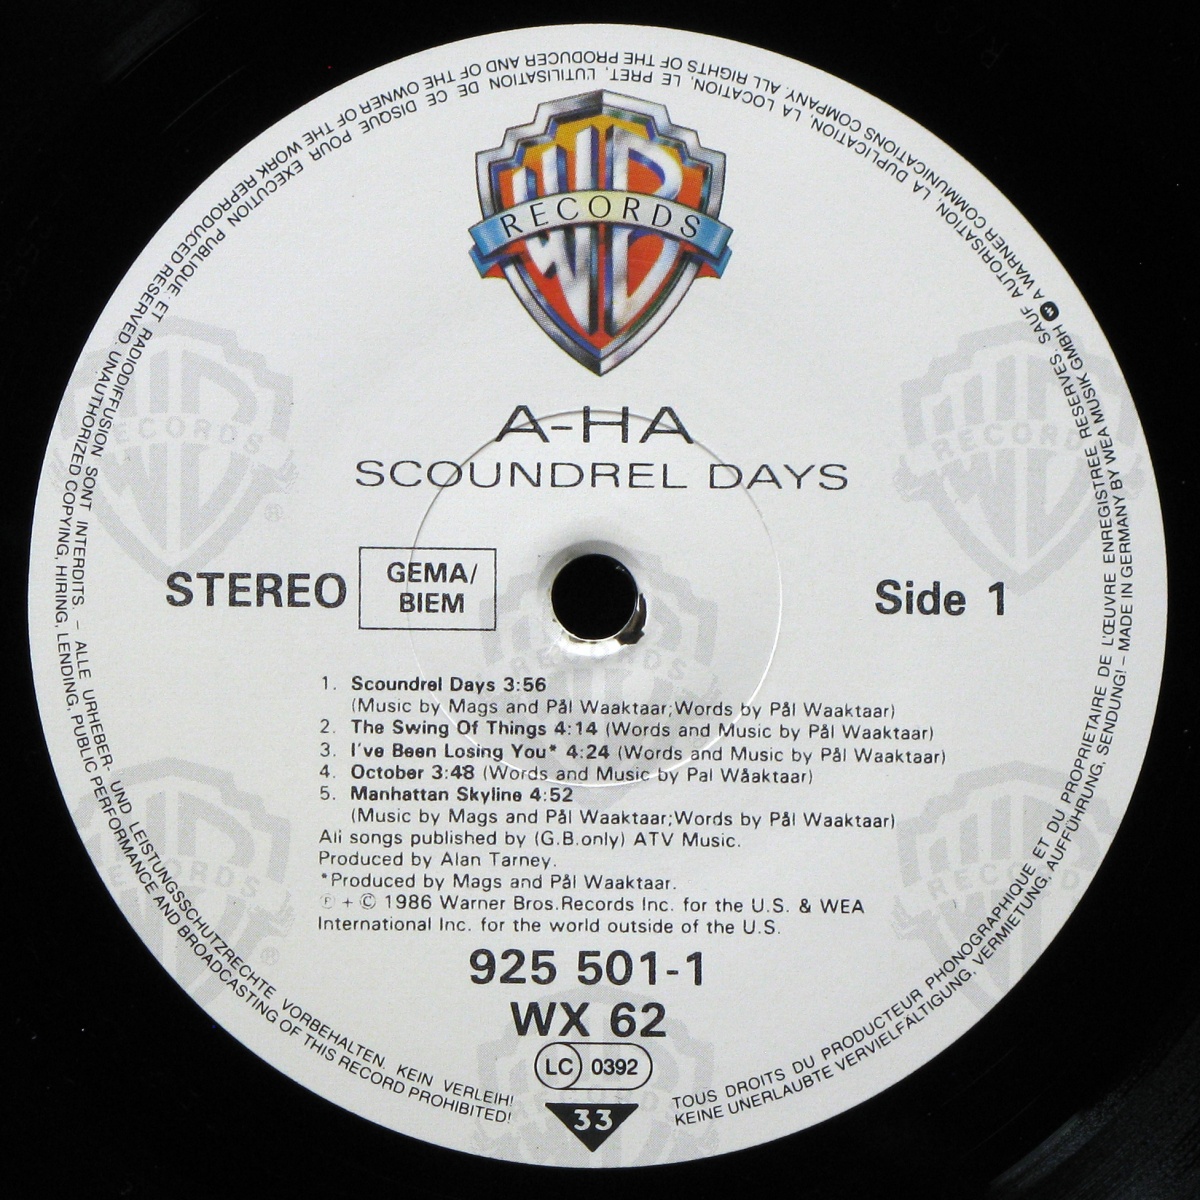 WB
RECORDS
A-HA
SCOUNDREL DAYS
STEREO
GEMA/
BIEM
Side 1
1. Scoundrel Days 3:56
(Music by Mags and Pål Waaktaar;Words by Pål Waaktaar)
2. The Swing Of Things 4:14 (Words and Music by Pål Waaktaar)
3. I've Been Losing You* 4:24 (Words and Music by Pål Waaktaar)
4. October 3:48 (Words and Music by Pal Wåaktaar)
5. Manhattan Skyline 4:52
(Music by Mags and Pål Waaktaar;Words by Pål Waaktaar)
All songs published by (G.B.only) ATV Music.
Produced by Alan Tarney.
*Produced by Mags and Pål Waaktaar.
℗ + © 1986 Warner Bros.Records Inc. for the U.S. & WEA
International Inc. for the world outside of the U.S.
925 501-1
WX 62
LC 0392
33
TOUS DROITS DU PRODUCTEUR PHONOGRAPHIQUE ET DU PROPRIETAIRE DE L'ŒUVRE ENREGISTREE RESERVES. SAUF AUTORISATION, LA DUPLICATION, LA LOCATION, LE PRET, L'UTILISATION DE CE DISQUE POUR EXECUTION PUBLIQUE ET RADIODIFFUSION SONT INTERDITS. – ALLE URHEBER- UND LEISTUNGSSCHUTZRECHTE VORBEHALTEN. KEIN VERLEIH!
KEINE UNERLAUBTE VERVIELFÄLTIGUNG, VERMIETUNG, AUFFÜHRUNG, SENDUNG! – MADE IN GERMANY BY WEA MUSIK GMBH A WARNER COMMUNICATIONS COMPANY. ALL RIGHTS OF THE PRODUCER AND OF THE OWNER OF THE WORK REPRODUCED RESERVED. UNAUTHORIZED COPYING, HIRING, LENDING, PUBLIC PERFORMANCE AND BROADCASTING OF THIS RECORD PROHIBITED!